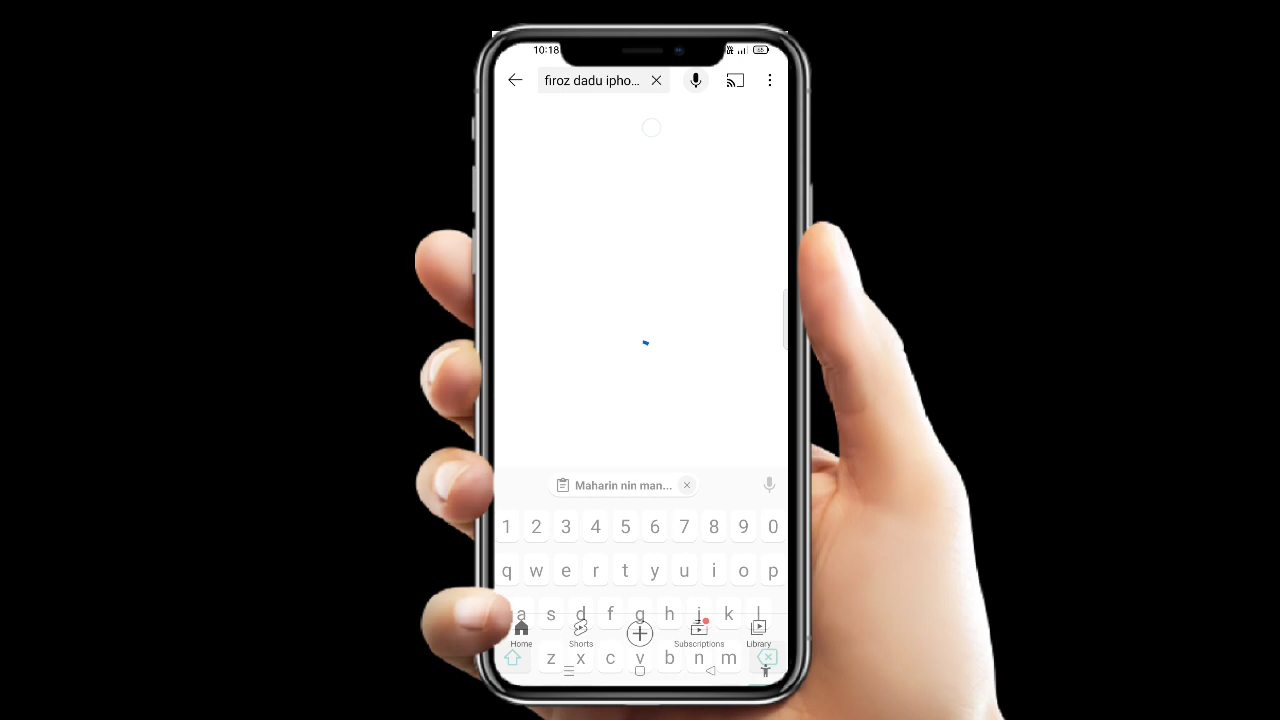 10:18
firoz dadu ipho...
Maharin nin man...
1 2 3 4 5 6 7 8 9 0
q w e r t y u i o p
a s d f g h j k l
Home Shorts Subscriptions Library
z x c v b n m